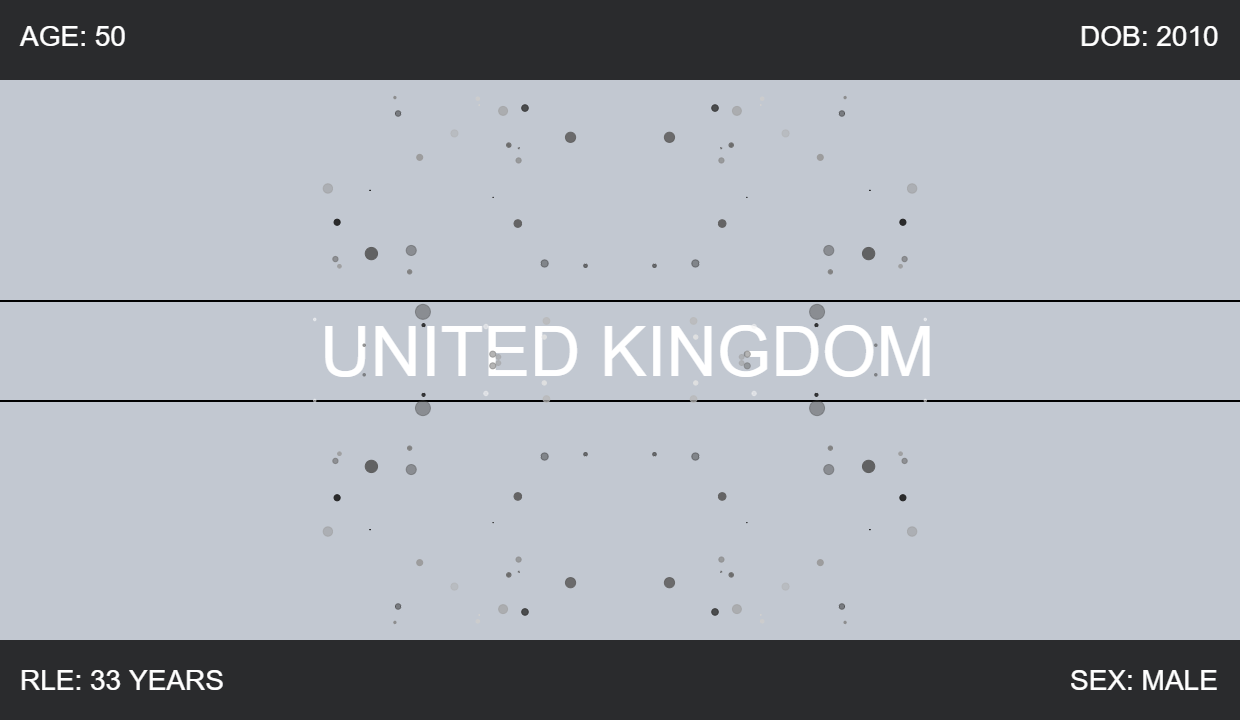 AGE: 50
DOB: 2010
UNITED KINGDOM
RLE: 33 YEARS
SEX: MALE